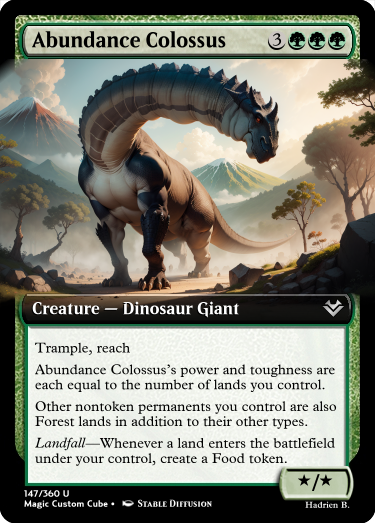 Abundance Colossus 3
Creature — Dinosaur Giant
Trample, reach
Abundance Colossus's power and toughness are
each equal to the number of lands you control.
Other nontoken permanents you control are also
Forest lands in addition to their other types.
Landfall—Whenever a land enters the battlefield
under your control, create a Food token.
★/★
147/360 U
Magic Custom Cube • Stable Diffusion
Hadrien B.